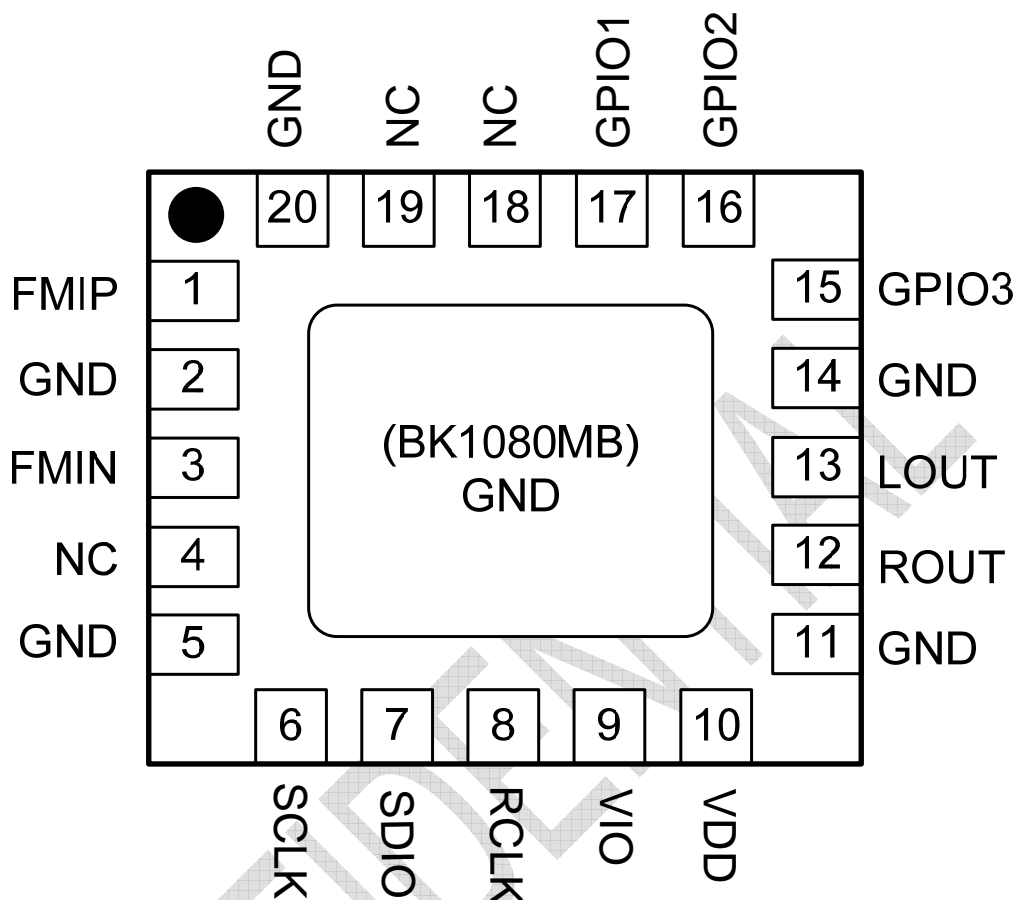 GND
NC
NC
GPIO1
GPIO2
20
19
18
17
16
FMIP
1
15
GPIO3
GND
2
14
GND
FMIN
3
(BK1080MB)
GND
13
LOUT
NC
4
12
ROUT
GND
5
11
GND
6
7
8
9
10
SCLK
SDIO
RCLK
VIO
VDD